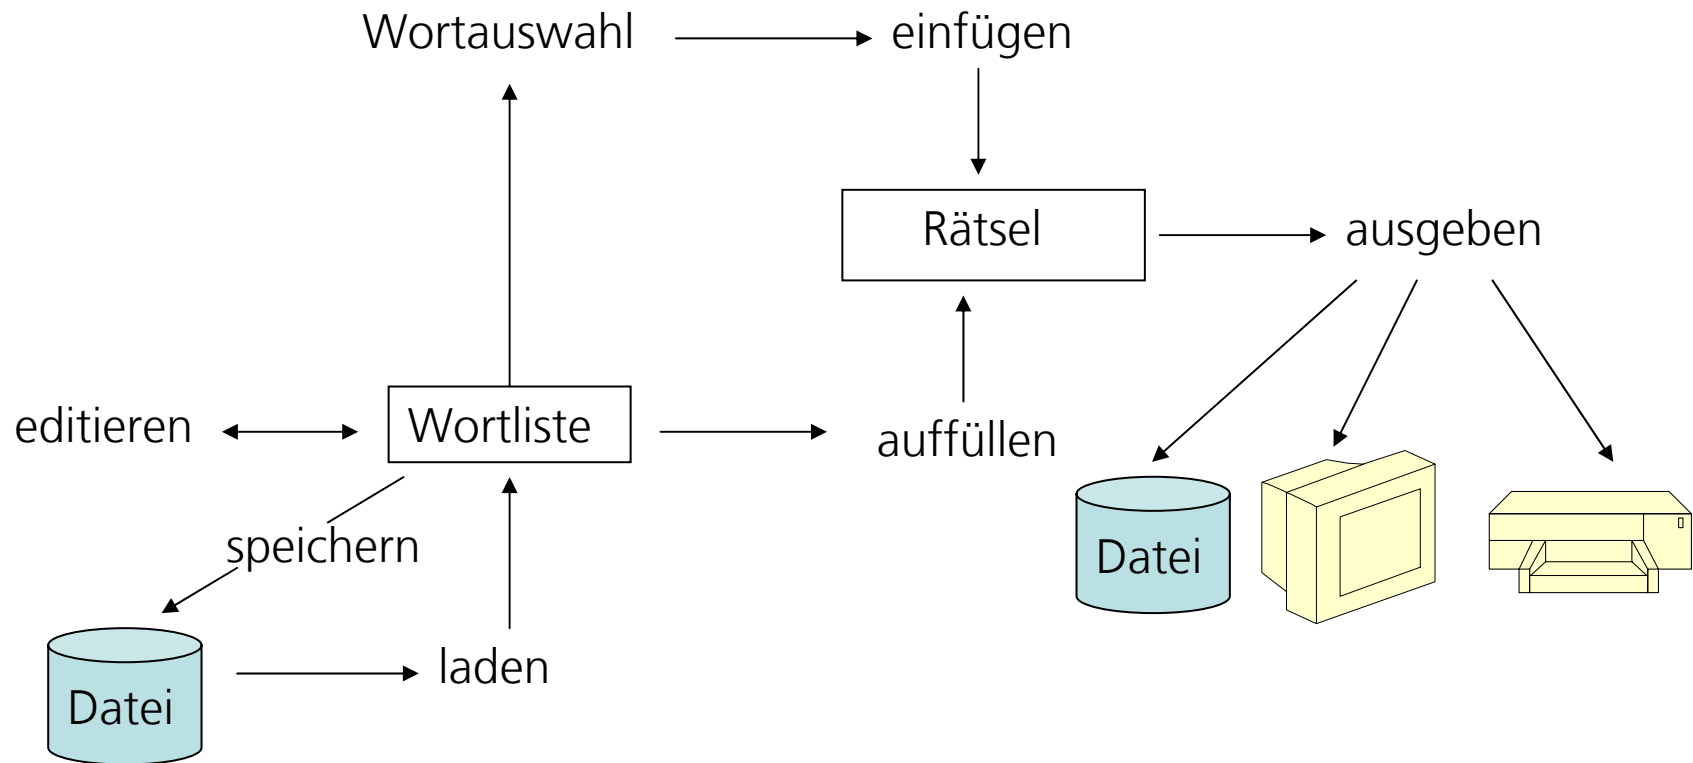 Wortauswahl
einfügen
Rätsel
ausgeben
editieren
Wortliste
auffüllen
speichern
Datei
laden
Datei